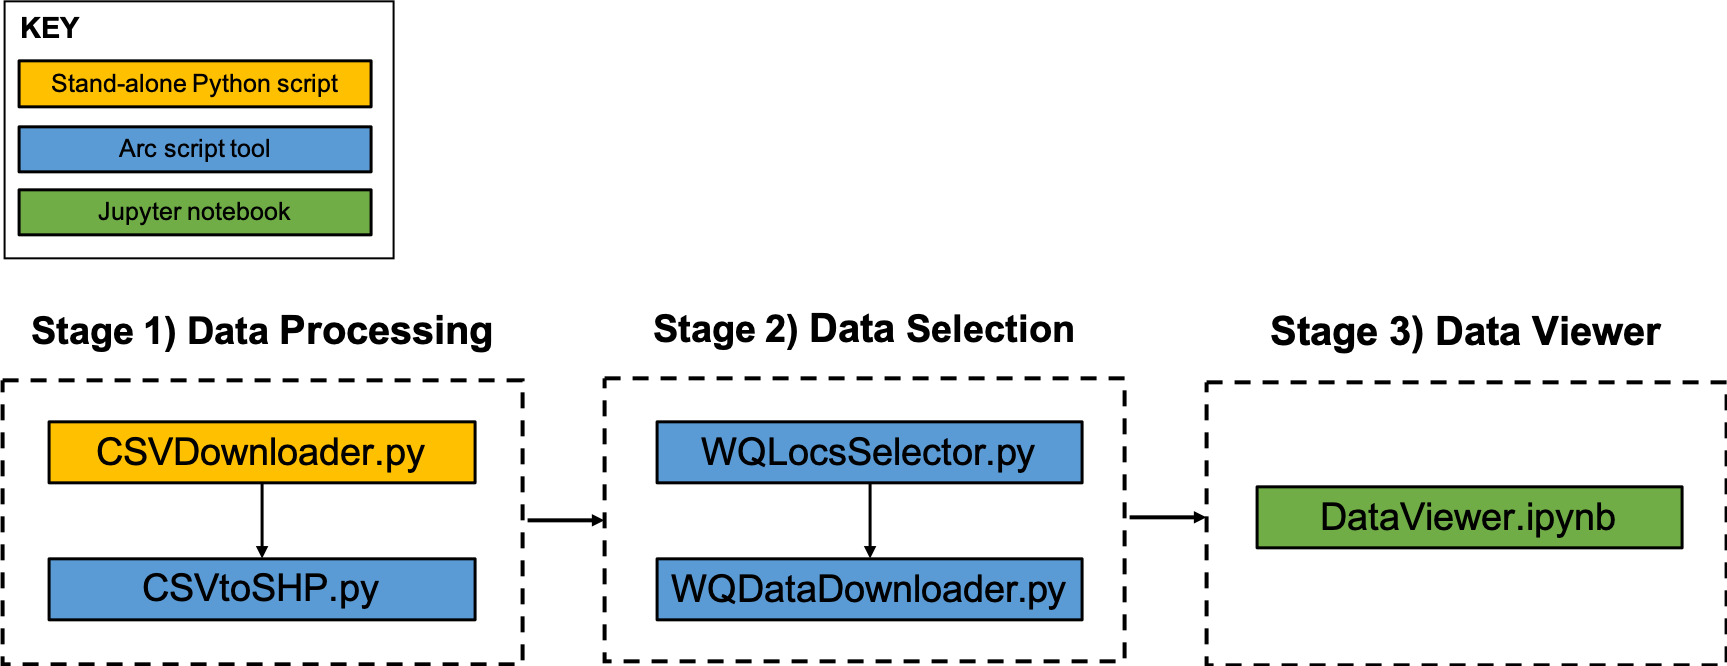 KEY
Stand-alone Python script
Arc script tool
Jupyter notebook
Stage 1) Data Processing
CSVDownloader.py
CSVtoSHP.py
Stage 2) Data Selection
WQLocsSelector.py
WQDataDownloader.py
Stage 3) Data Viewer
DataViewer.ipynb